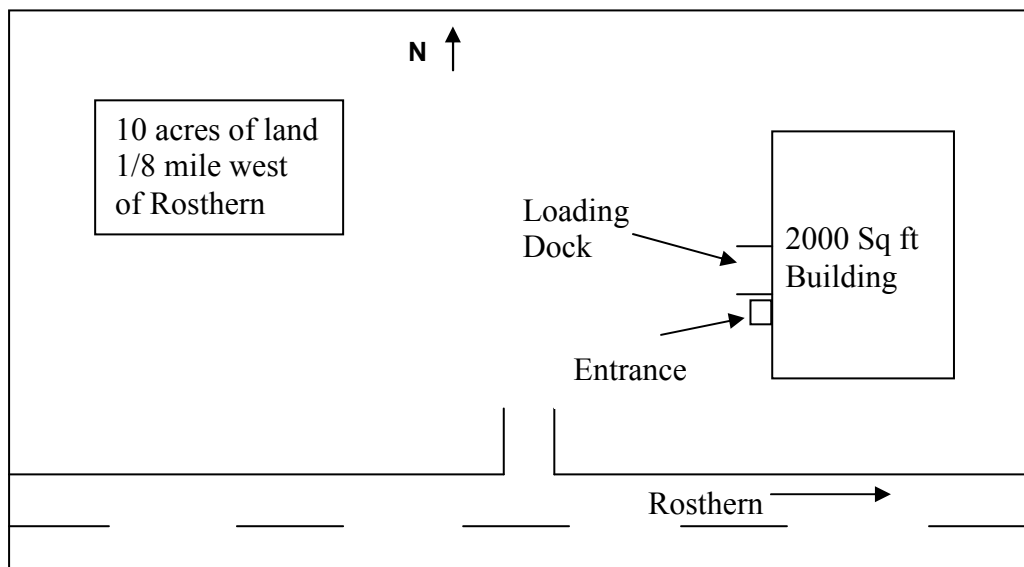 N
10 acres of land
1/8 mile west
of Rosthern
Loading
Dock
2000 Sq ft
Building
Entrance
Rosthern